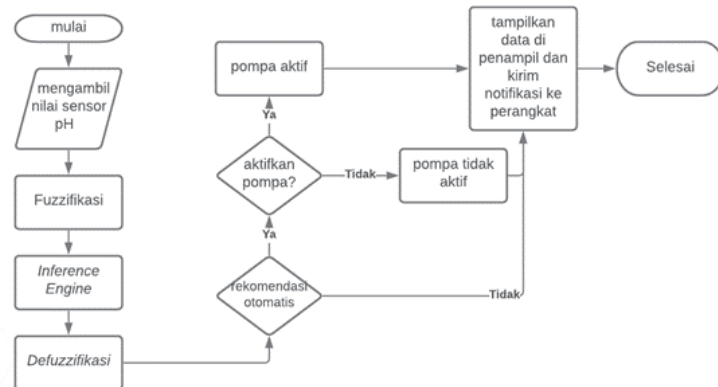 mulai
mengambil
nilai sensor
pH
Fuzzifikasi
Inference
Engine
Defuzzifikasi
rekomendasi
otomatis
Ya
Tidak
aktifkan
pompa?
Ya
Tidak
pompa aktif
pompa tidak
aktif
tampilkan
data di
penampil dan
kirim
notifikasi ke
perangkat
Selesai